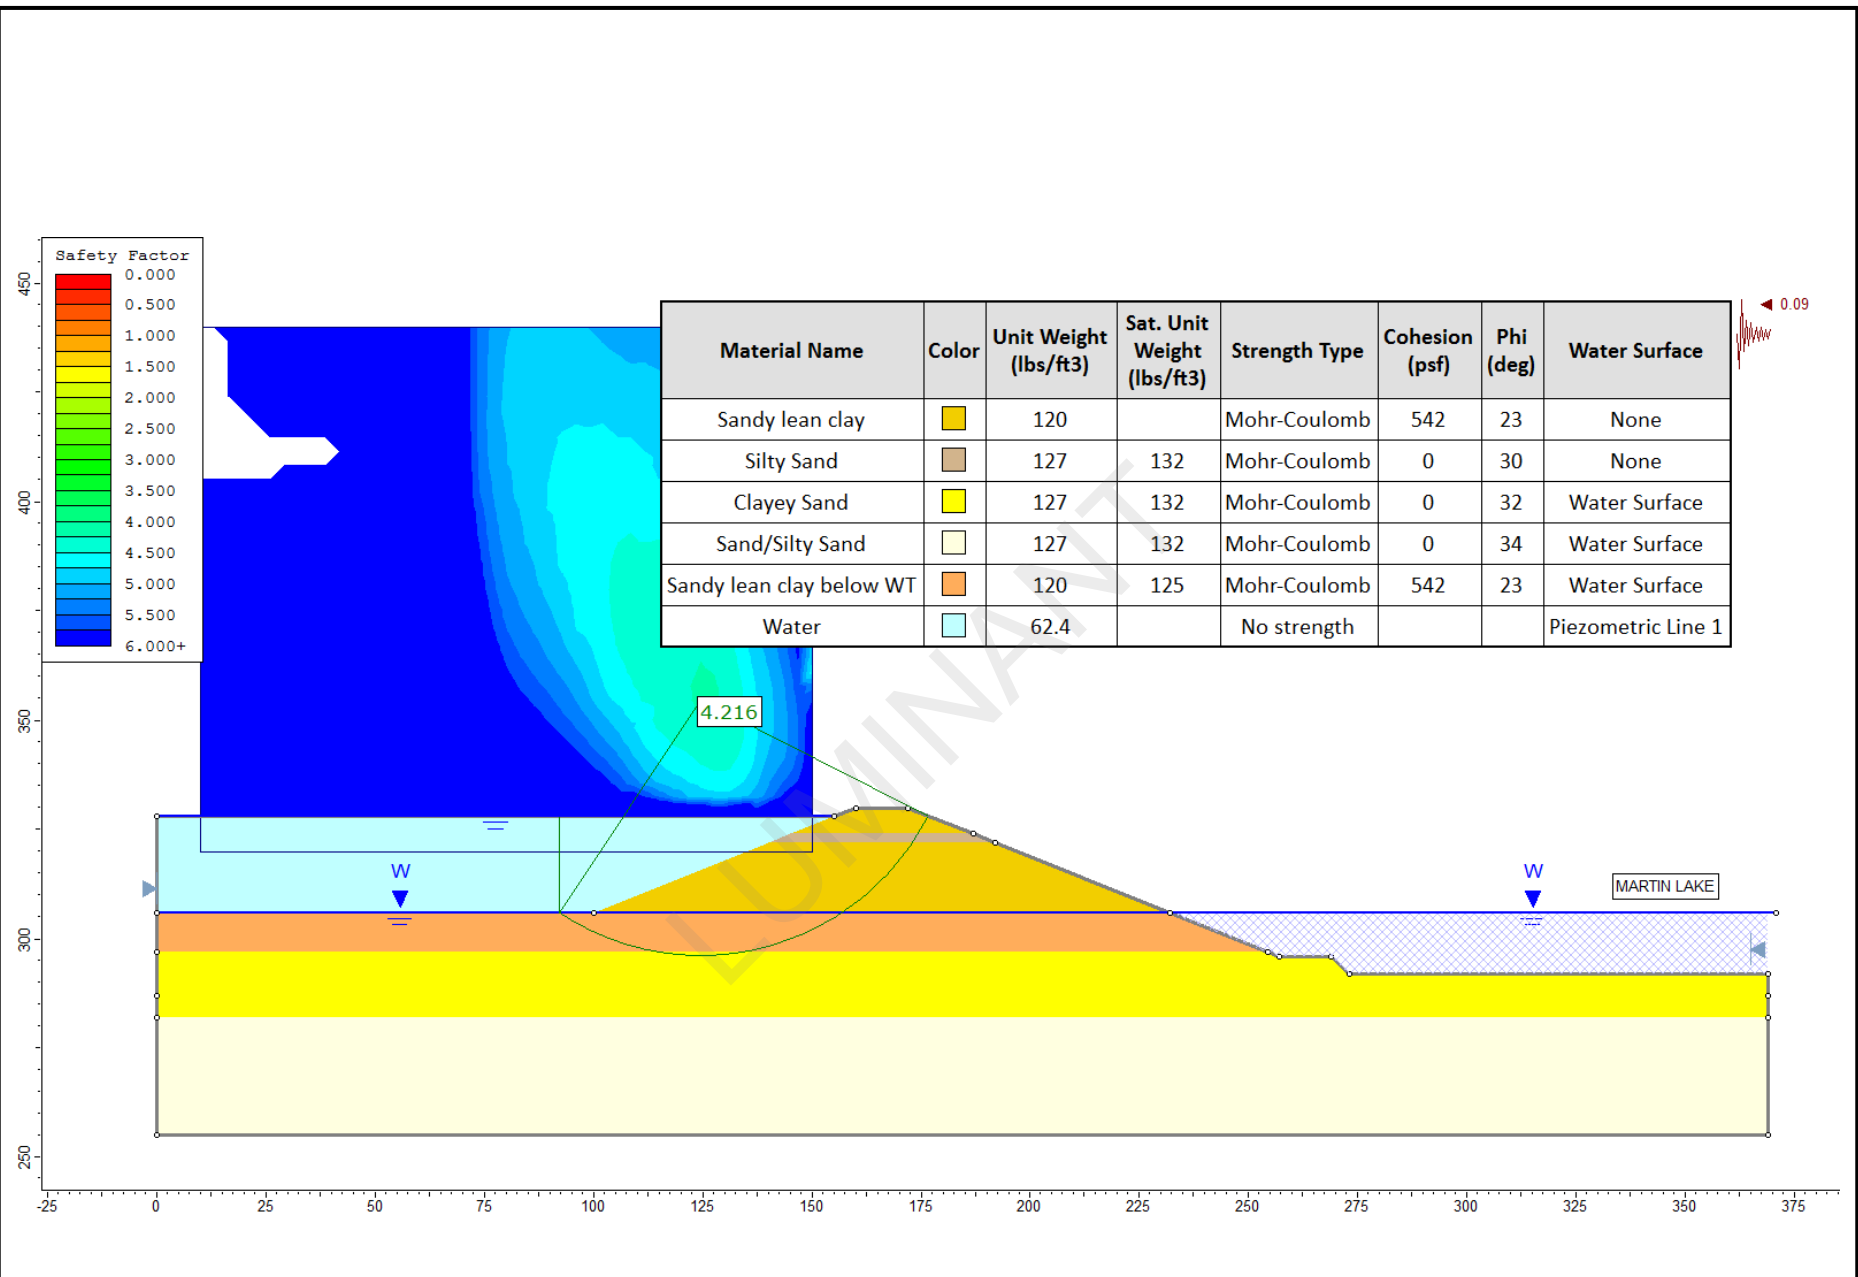 Safety Factor
0.000
0.500
1.000
1.500
2.000
2.500
3.000
3.500
4.000
4.500
5.000
5.500
6.000+
Material Name Color Unit Weight (lbs/ft3) Sat. Unit Weight (lbs/ft3) Strength Type Cohesion (psf) Phi (deg) Water Surface
Sandy lean clay 120 Mohr-Coulomb 542 23 None
Silty Sand 127 132 Mohr-Coulomb 0 30 None
Clayey Sand 127 132 Mohr-Coulomb 0 32 Water Surface
Sand/Silty Sand 127 132 Mohr-Coulomb 0 34 Water Surface
Sandy lean clay below WT 120 125 Mohr-Coulomb 542 23 Water Surface
Water 62.4 No strength Piezometric Line 1
0.09
4.216
W
W
MARTIN LAKE
LUMINANT
450
400
350
300
250
-25 0 25 50 75 100 125 150 175 200 225 250 275 300 325 350 375